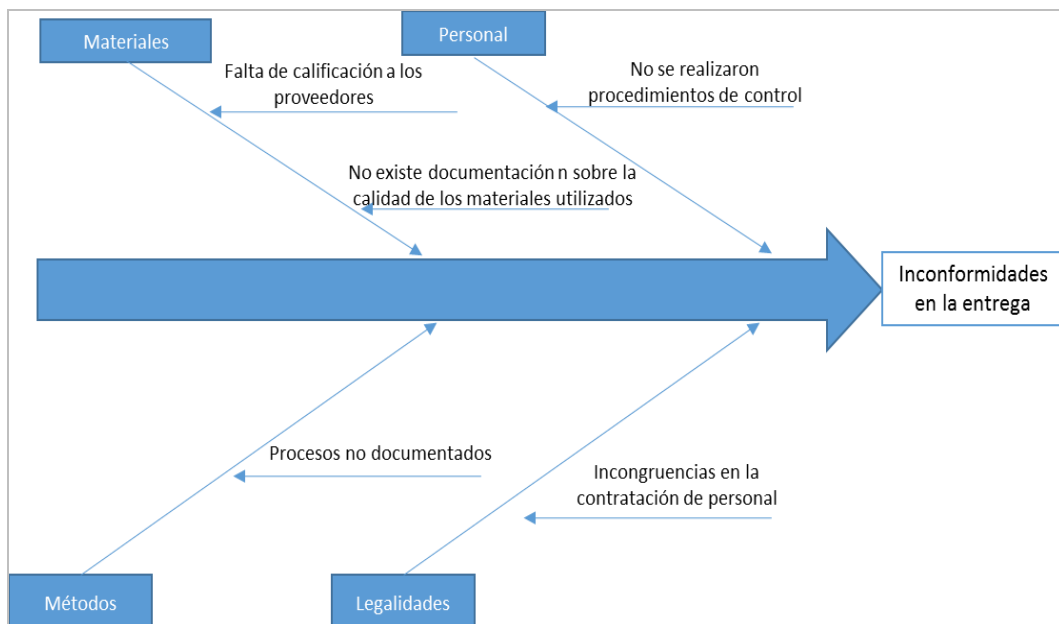 Materiales
Personal
Falta de calificación a los
proveedores
No se realizaron
procedimientos de control
No existe documentación n sobre la
calidad de los materiales utilizados
Inconformidades
en la entrega
Procesos no documentados
Incongruencias en la
contratación de personal
Métodos
Legalidades